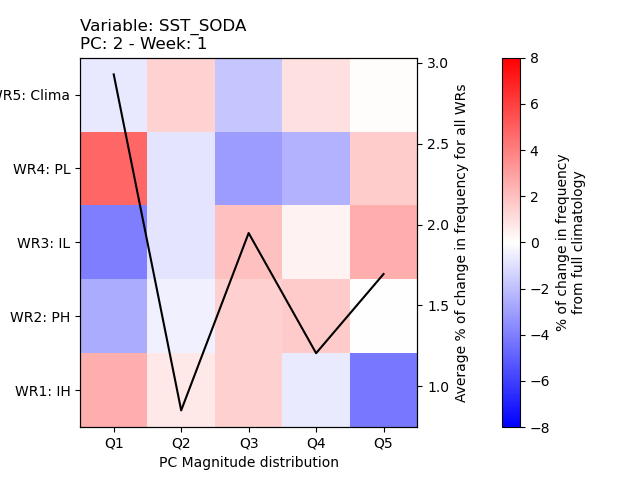 Variable: SST_SODA
PC: 2 - Week: 1
WR5: Clima
WR4: PL
WR3: IL
WR2: PH
WR1: IH
Q1 Q2 Q3 Q4 Q5
PC Magnitude distribution
3.0
2.5
2.0
1.5
1.0
Average % of change in frequency for all WRs
8
6
4
2
0
−2
−4
−6
−8
% of change in frequency
from full climatology